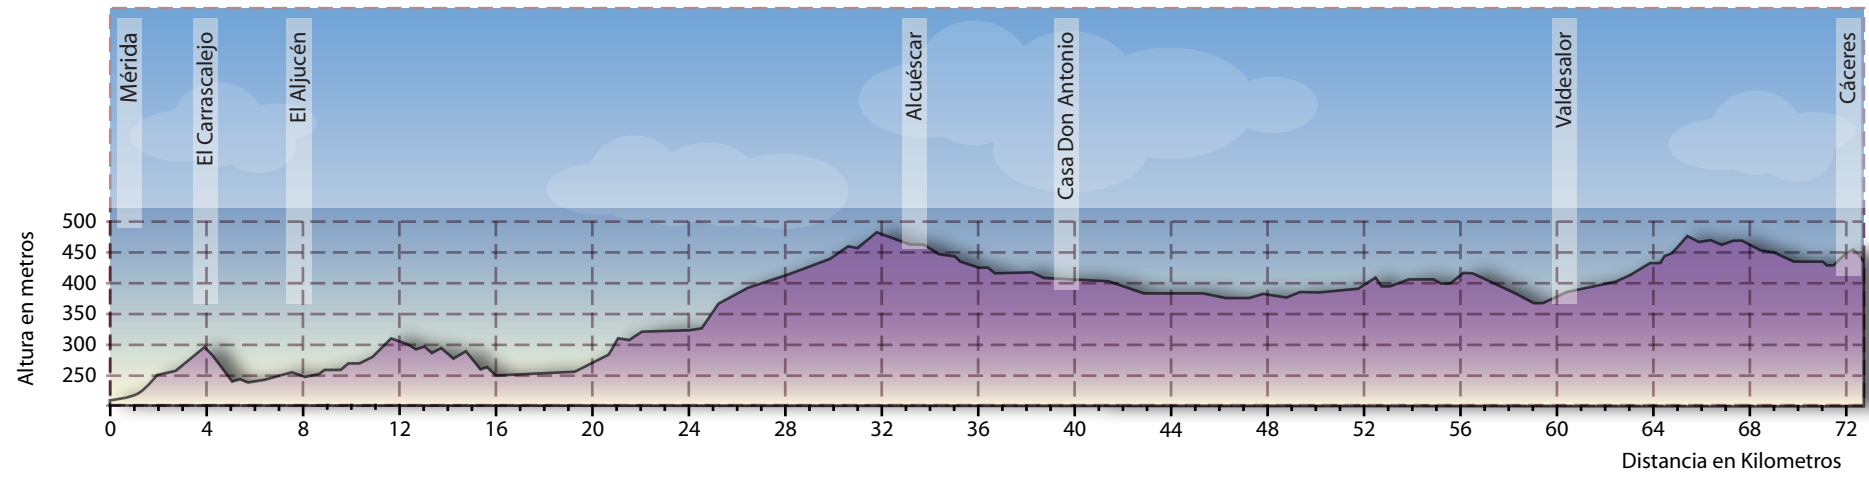 Mérida
El Carrascalejo
El Aljucén
Alcuéscar
Casa Don Antonio
Valdesalor
Cáceres
Altura en metros
500
450
400
350
300
250
0 4 8 12 16 20 24 28 32 36 40 44 48 52 56 60 64 68 72
Distancia en Kilometros